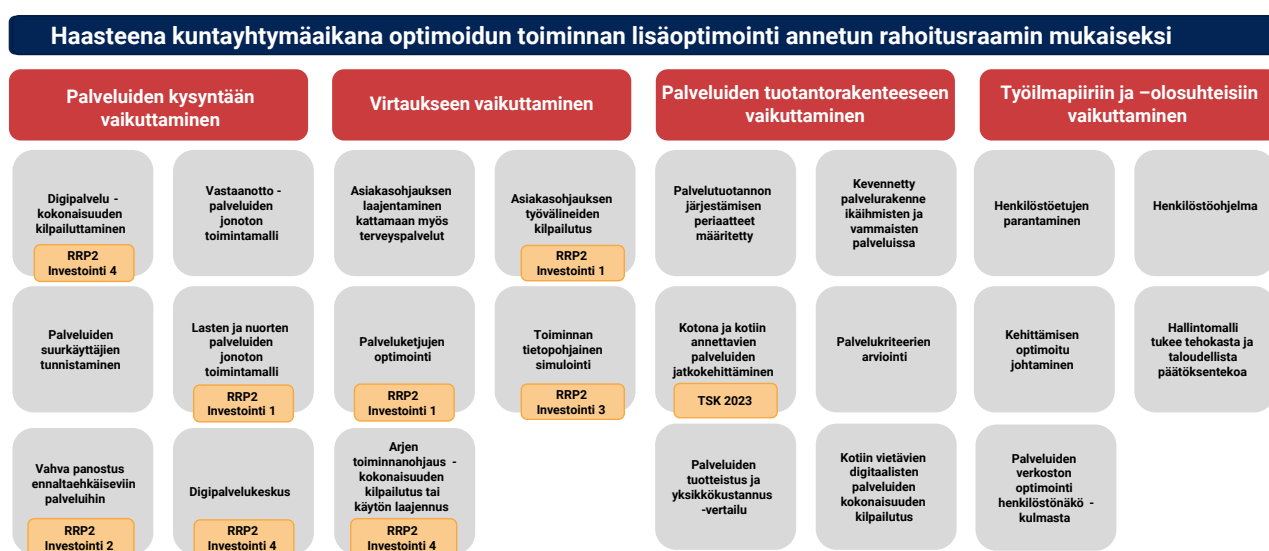 Haasteena kuntayhtymäaikana optimoidun toiminnan lisäoptimointi annetun rahoitusraamin mukaiseksi
Palveluiden kysyntään
vaikuttaminen
Virtaukseen vaikuttaminen
Palveluiden tuotantorakenteeseen
vaikuttaminen
Työilmapiiriin ja –olosuhteisiin
vaikuttaminen
Digipalvelu -
kokonaisuuden
kilpailuttaminen
RRP2
Investointi 4
Vastaanotto -
palveluiden
jonoton
toimintamalli
Asiakasohjauksen
laajentaminen
kattamaan myös
terveyspalvelut
Asiakasohjauksen
työvälineiden
kilpailutus
RRP2
Investointi 1
Palvelutuotannon
järjestämisen
periaatteet
määritetty
Kevennetty
palvelurakenne
ikäihmisten ja
vammaisten
palveluissa
Henkilöstöetujen
parantaminen
Henkilöstöohjelma
Palveluiden
suurkäyttäjien
tunnistaminen
Lasten ja nuorten
palveluiden
jonoton
toimintamalli
RRP2
Investointi 1
Palveluketjujen
optimointi
RRP2
Investointi 1
Toiminnan
tietopohjainen
simulointi
RRP2
Investointi 3
Kotona ja kotiin
annettavien
palveluiden
jatkokehittäminen
TSK 2023
Palvelukriteerien
arviointi
Kehittämisen
optimoitu
johtaminen
Hallintomalli
tukee tehokasta ja
taloudellista
päätöksentekoa
Vahva panostus
ennaltaehkäiseviin
palveluihin
RRP2
Investointi 2
Digipalvelukeskus
RRP2
Investointi 4
Arjen
toiminnanohjaus -
kokonaisuuden
kilpailutus tai
käytön laajennus
RRP2
Investointi 4
Palveluiden
tuotteistus ja
yksikkökustannus
-vertailu
Kotiin vietävien
digitaalisten
palveluiden
kokonaisuuden
kilpailutus
Palveluiden
verkoston
optimointi
henkilöstönäkö -
kulmasta